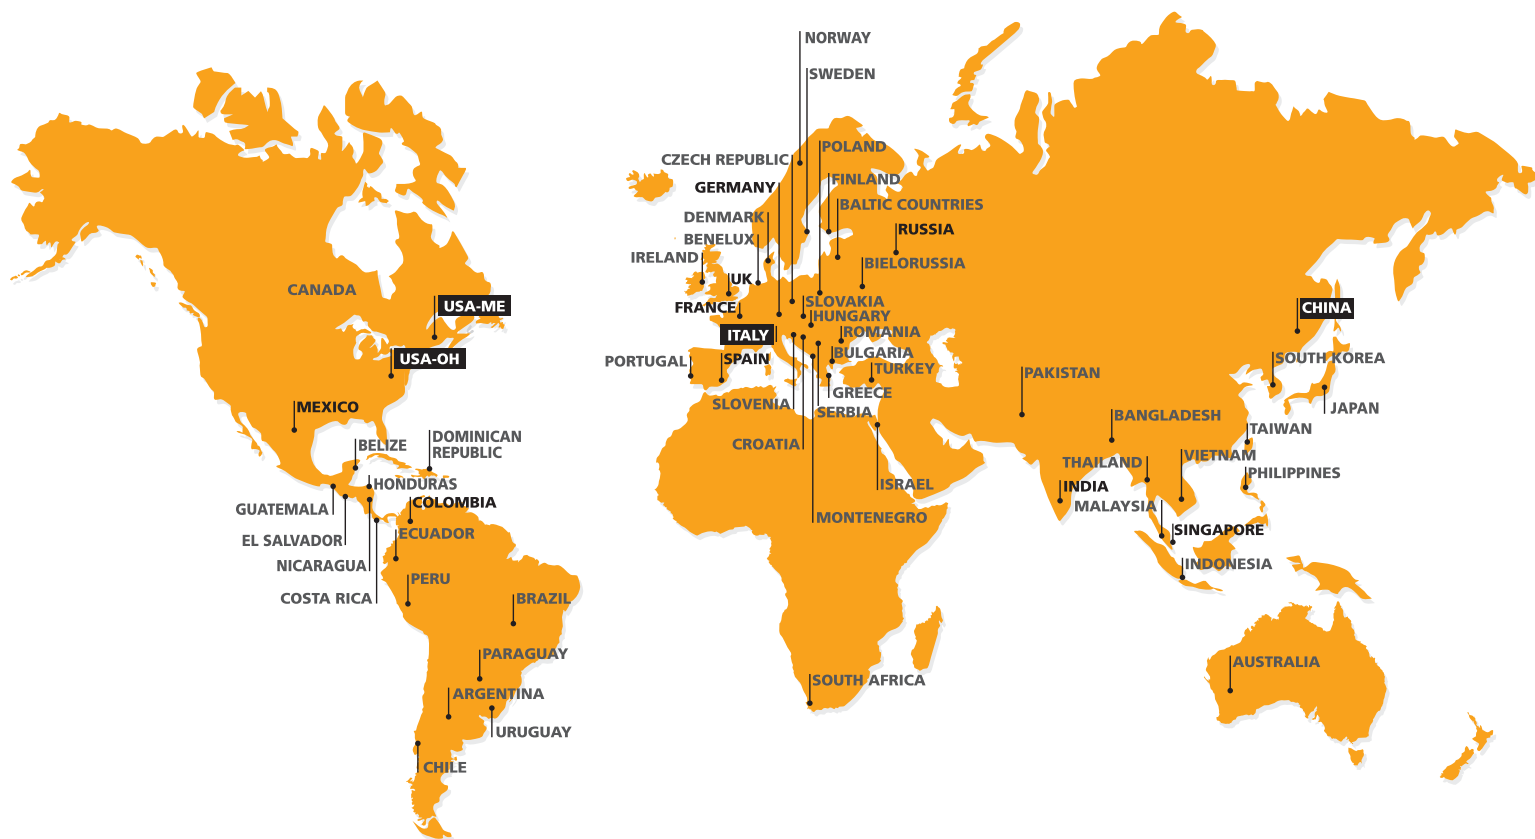 NORWAY
SWEDEN
POLAND
CZECH REPUBLIC
FINLAND
GERMANY
BALTIC COUNTRIES
DENMARK
RUSSIA
BENELUX
IRELAND
BIELORUSSIA
UK
CANADA
USA-ME
FRANCE
SLOVAKIA
CHINA
HUNGARY
ITALY
ROMANIA
USA-OH
PORTUGAL
SPAIN
BULGARIA
SOUTH KOREA
TURKEY
PAKISTAN
GREECE
MEXICO
SLOVENIA
SERBIA
JAPAN
BANGLADESH
TAIWAN
DOMINICAN
REPUBLIC
BELIZE
CROATIA
VIETNAM
THAILAND
PHILIPPINES
HONDURAS
ISRAEL
INDIA
COLOMBIA
MALAYSIA
GUATEMALA
MONTENEGRO
SINGAPORE
ECUADOR
EL SALVADOR
INDONESIA
NICARAGUA
PERU
COSTA RICA
BRAZIL
PARAGUAY
AUSTRALIA
SOUTH AFRICA
ARGENTINA
URUGUAY
CHILE